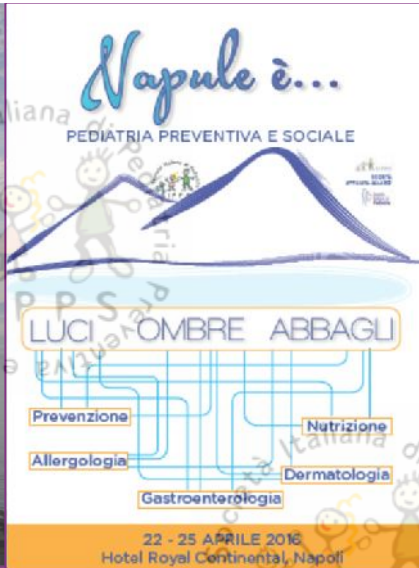 Napule è...
PEDIATRIA PREVENTIVA E SOCIALE
LUCI OMBRE ABBAGLI
Prevenzione
Nutrizione
Allergologia
Dermatologia
Gastroenterologia
22 - 25 APRILE 2016
Hotel Royal Continental, Napoli